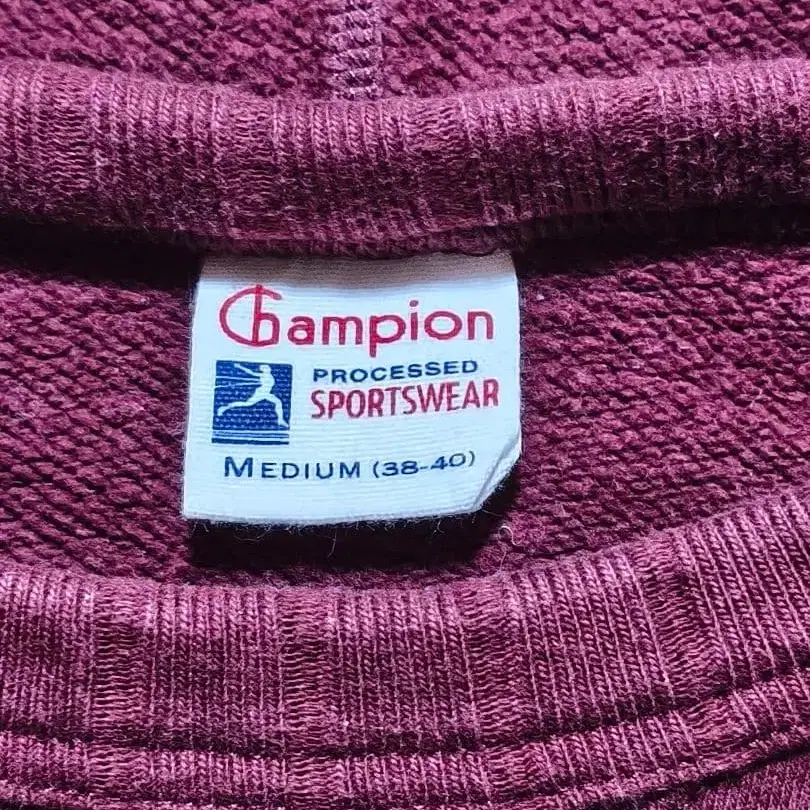 Champion
PROCESSED
SPORTSWEAR
MEDIUM (38-40)